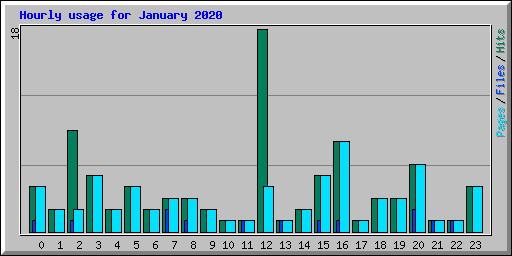 Hourly usage for January 2020
18
Pages/Files/Hits
0 1 2 3 4 5 6 7 8 9 10 11 12 13 14 15 16 17 18 19 20 21 22 23